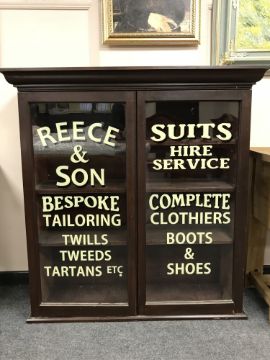 REECE
&
SON
BESPOKE
TAILORING
TWILLS
TWEEDS
TARTANS ETC
SUITS
HIRE
SERVICE
COMPLETE
CLOTHIERS
BOOTS
&
SHOES